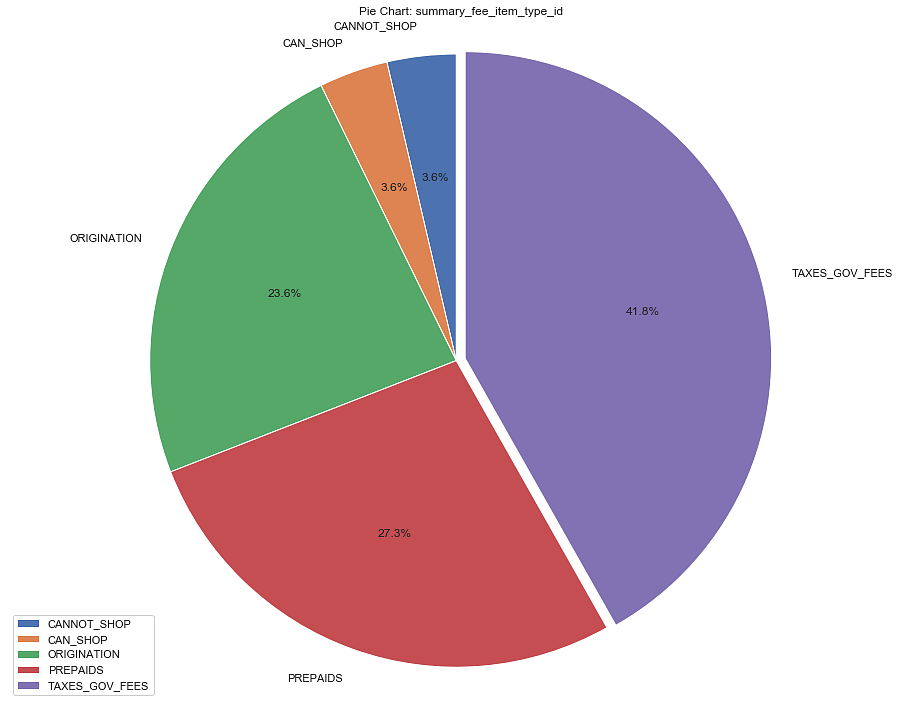 Pie Chart: summary_fee_item_type_id
CANNOT_SHOP
CAN_SHOP
3.6%
3.6%
ORIGINATION
TAXES_GOV_FEES
23.6%
41.8%
27.3%
PREPAIDS
CANNOT_SHOP
CAN_SHOP
ORIGINATION
PREPAIDS
TAXES_GOV_FEES